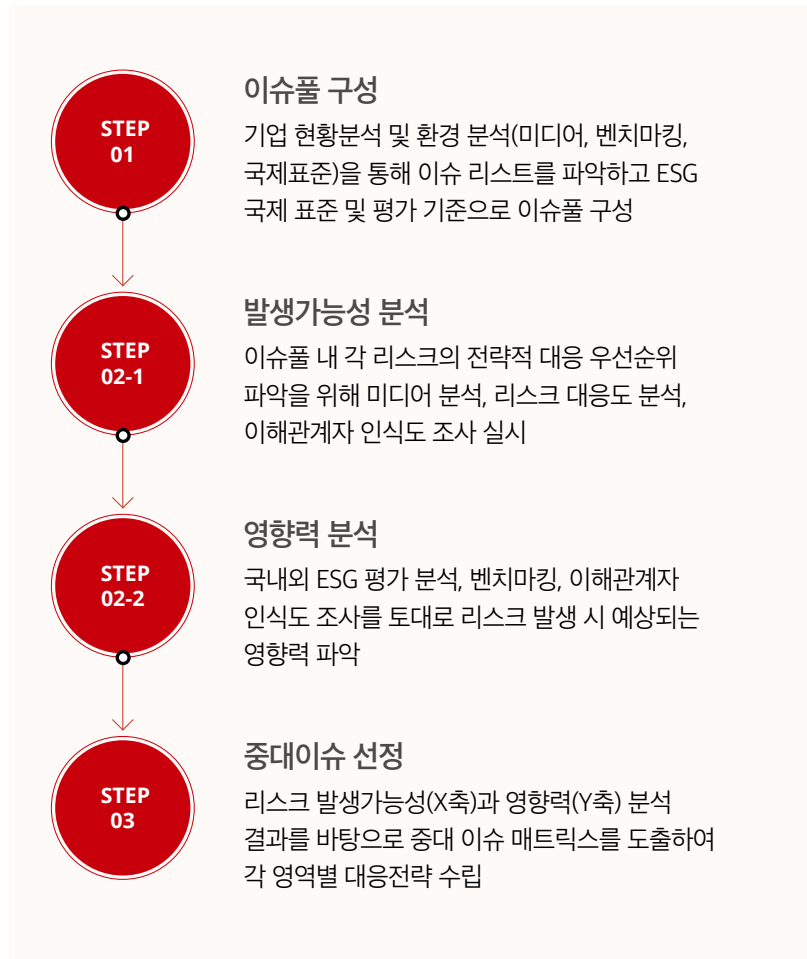 STEP
01
이슈풀 구성
기업 현황분석 및 환경 분석(미디어, 벤치마킹,
국제표준)을 통해 이슈 리스트를 파악하고 ESG
국제 표준 및 평가 기준으로 이슈풀 구성
STEP
02-1
발생가능성 분석
이슈풀 내 각 리스크의 전략적 대응 우선순위
파악을 위해 미디어 분석, 리스크 대응도 분석,
이해관계자 인식도 조사 실시
STEP
02-2
영향력 분석
국내외 ESG 평가 분석, 벤치마킹, 이해관계자
인식도 조사를 토대로 리스크 발생 시 예상되는
영향력 파악
STEP
03
중대이슈 선정
리스크 발생가능성(X축)과 영향력(Y축) 분석
결과를 바탕으로 중대 이슈 매트릭스를 도출하여
각 영역별 대응전략 수립